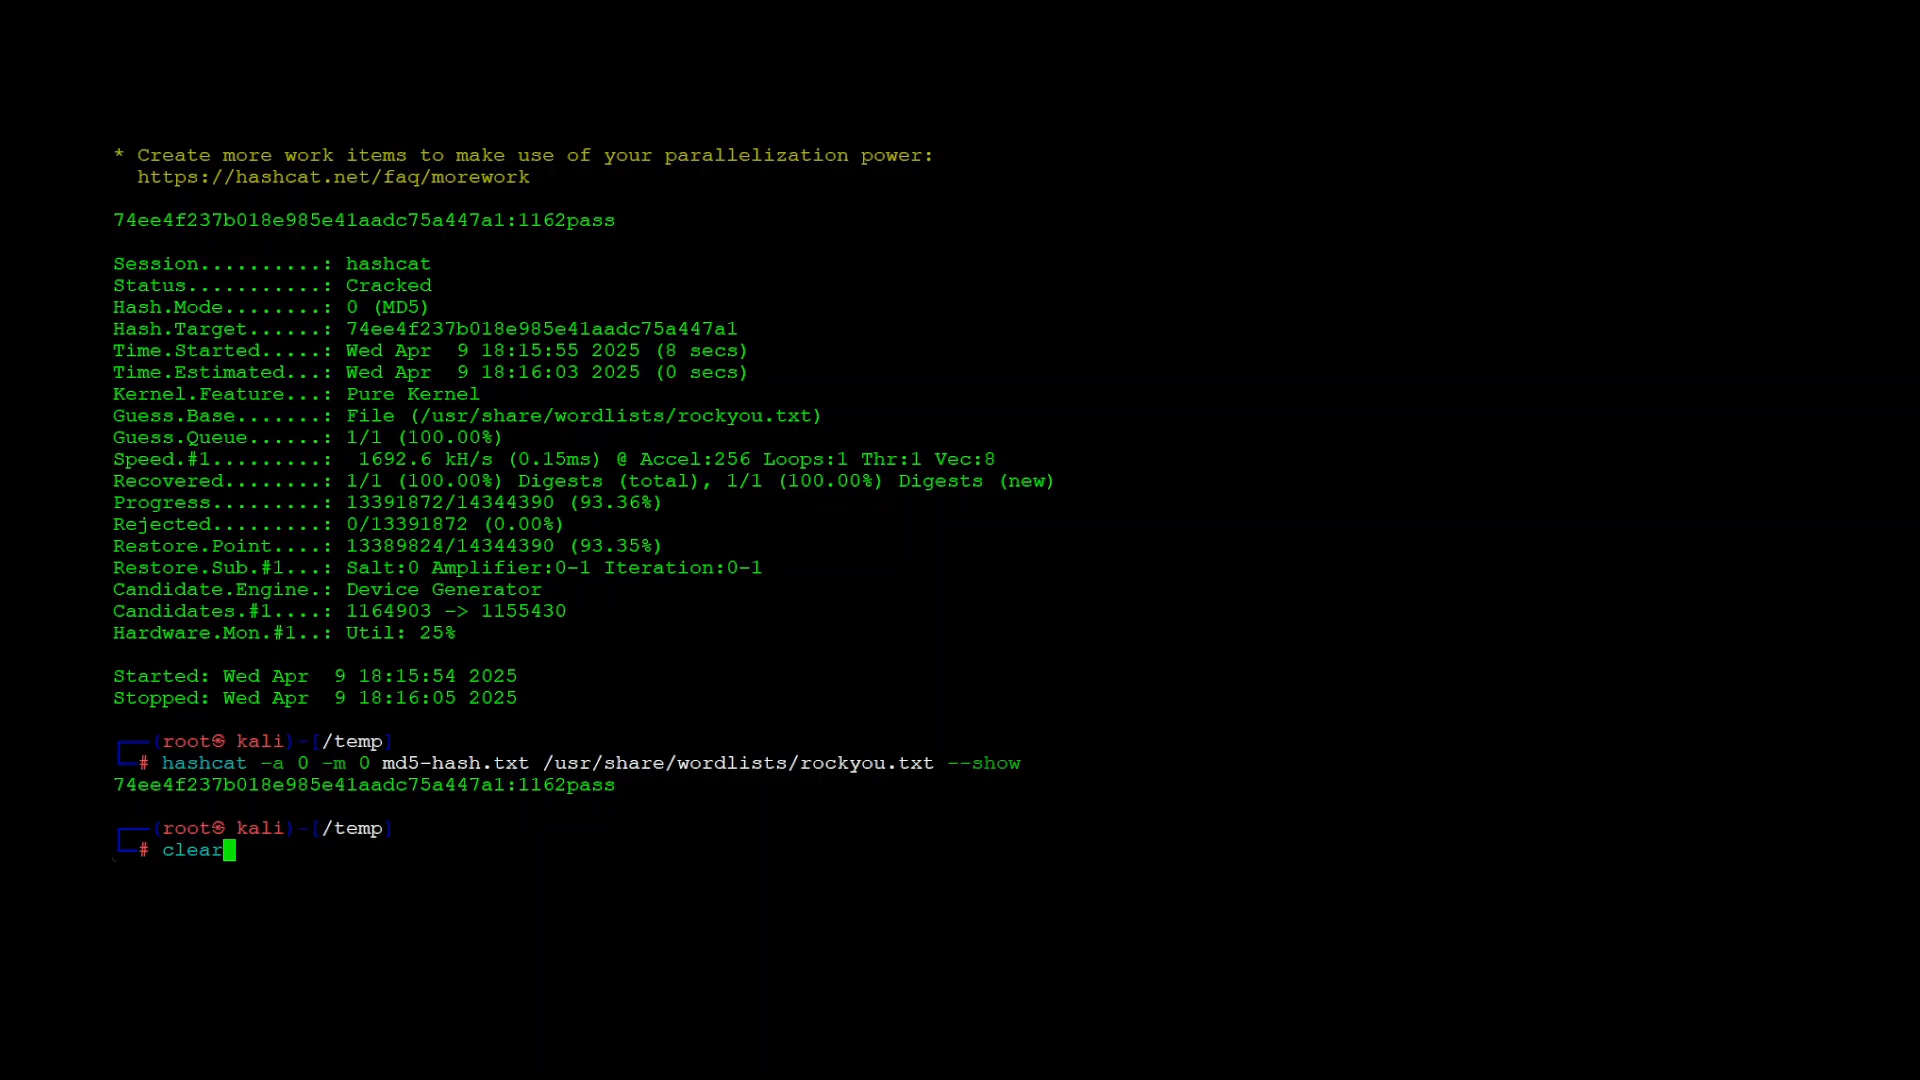 * Create more work items to make use of your parallelization power:
  https://hashcat.net/faq/morework
74ee4f237b018e985e41aadc75a447a1:1162pass
Session..........: hashcat
Status...........: Cracked
Hash.Mode........: 0 (MD5)
Hash.Target......: 74ee4f237b018e985e41aadc75a447a1
Time.Started.....: Wed Apr  9 18:15:55 2025 (8 secs)
Time.Estimated...: Wed Apr  9 18:16:03 2025 (0 secs)
Kernel.Feature...: Pure Kernel
Guess.Base.......: File (/usr/share/wordlists/rockyou.txt)
Guess.Queue......: 1/1 (100.00%)
Speed.#1.........:  1692.6 kH/s (0.15ms) @ Accel:256 Loops:1 Thr:1 Vec:8
Recovered........: 1/1 (100.00%) Digests (total), 1/1 (100.00%) Digests (new)
Progress.........: 13391872/14344390 (93.36%)
Rejected.........: 0/13391872 (0.00%)
Restore.Point....: 13389824/14344390 (93.35%)
Restore.Sub.#1...: Salt:0 Amplifier:0-1 Iteration:0-1
Candidate.Engine.: Device Generator
Candidates.#1....: 1164903 -> 1155430
Hardware.Mon.#1..: Util: 25%
Started: Wed Apr  9 18:15:54 2025
Stopped: Wed Apr  9 18:16:05 2025
┌──(root㉿ kali)-[/temp]
└─# hashcat -a 0 -m 0 md5-hash.txt /usr/share/wordlists/rockyou.txt --show
74ee4f237b018e985e41aadc75a447a1:1162pass
┌──(root㉿ kali)-[/temp]
└─# clear